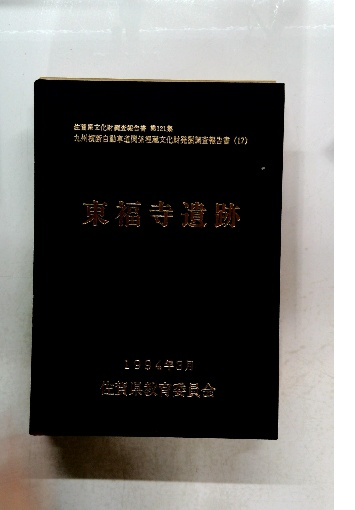 佐賀県文化財調査報告書 第121集
九州横断自動車道関係埋蔵文化財発掘調査報告書 (17)
東福寺遺跡
1994年3月
佐賀県教育委員会